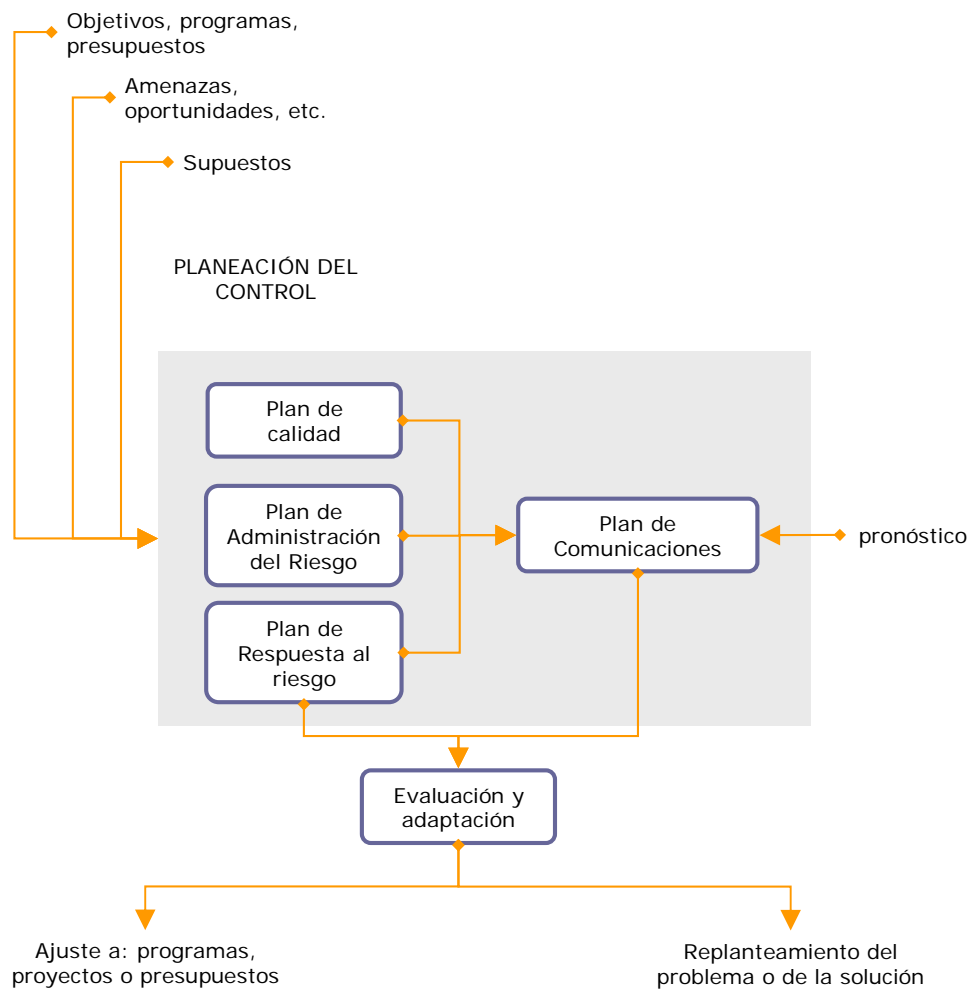 Objetivos, programas,
presupuestos
Amenazas,
oportunidades, etc.
Supuestos
PLANEACIÓN DEL
CONTROL
Plan de
calidad
Plan de
Administración
del Riesgo
Plan de
Respuesta al
riesgo
Plan de
Comunicaciones
pronóstico
Evaluación y
adaptación
Ajuste a: programas,
proyectos o presupuestos
Replanteamiento del
problema o de la solución